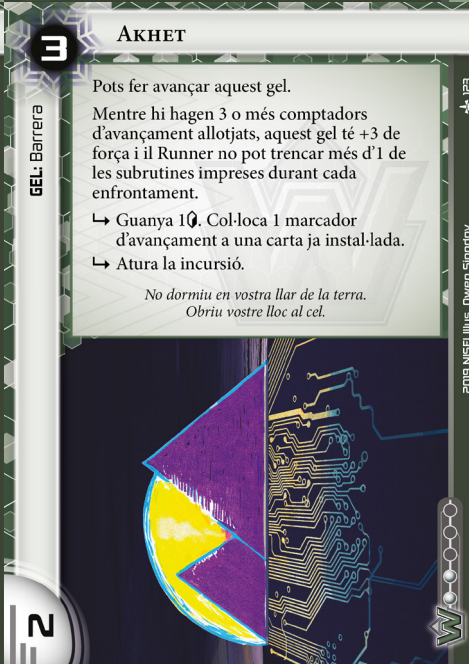 3
AKHET
GEL: Barrera
Pots fer avançar aquest gel.
Mentre hi hagen 3 o més comptadors
d'avançament allotjats, aquest gel té +3 de
força i il Runner no pot trencar més d'1 de
les subrutines impreses durant cada
enfrontament.
↳ Guanya 1. Col·loca 1 marcador
d'avançament a una carta ja instal·lada.
↳ Atura la incursió.
No dormiu en vostra llar de la terra.
Obriu vostre lloc al cel.
2
123